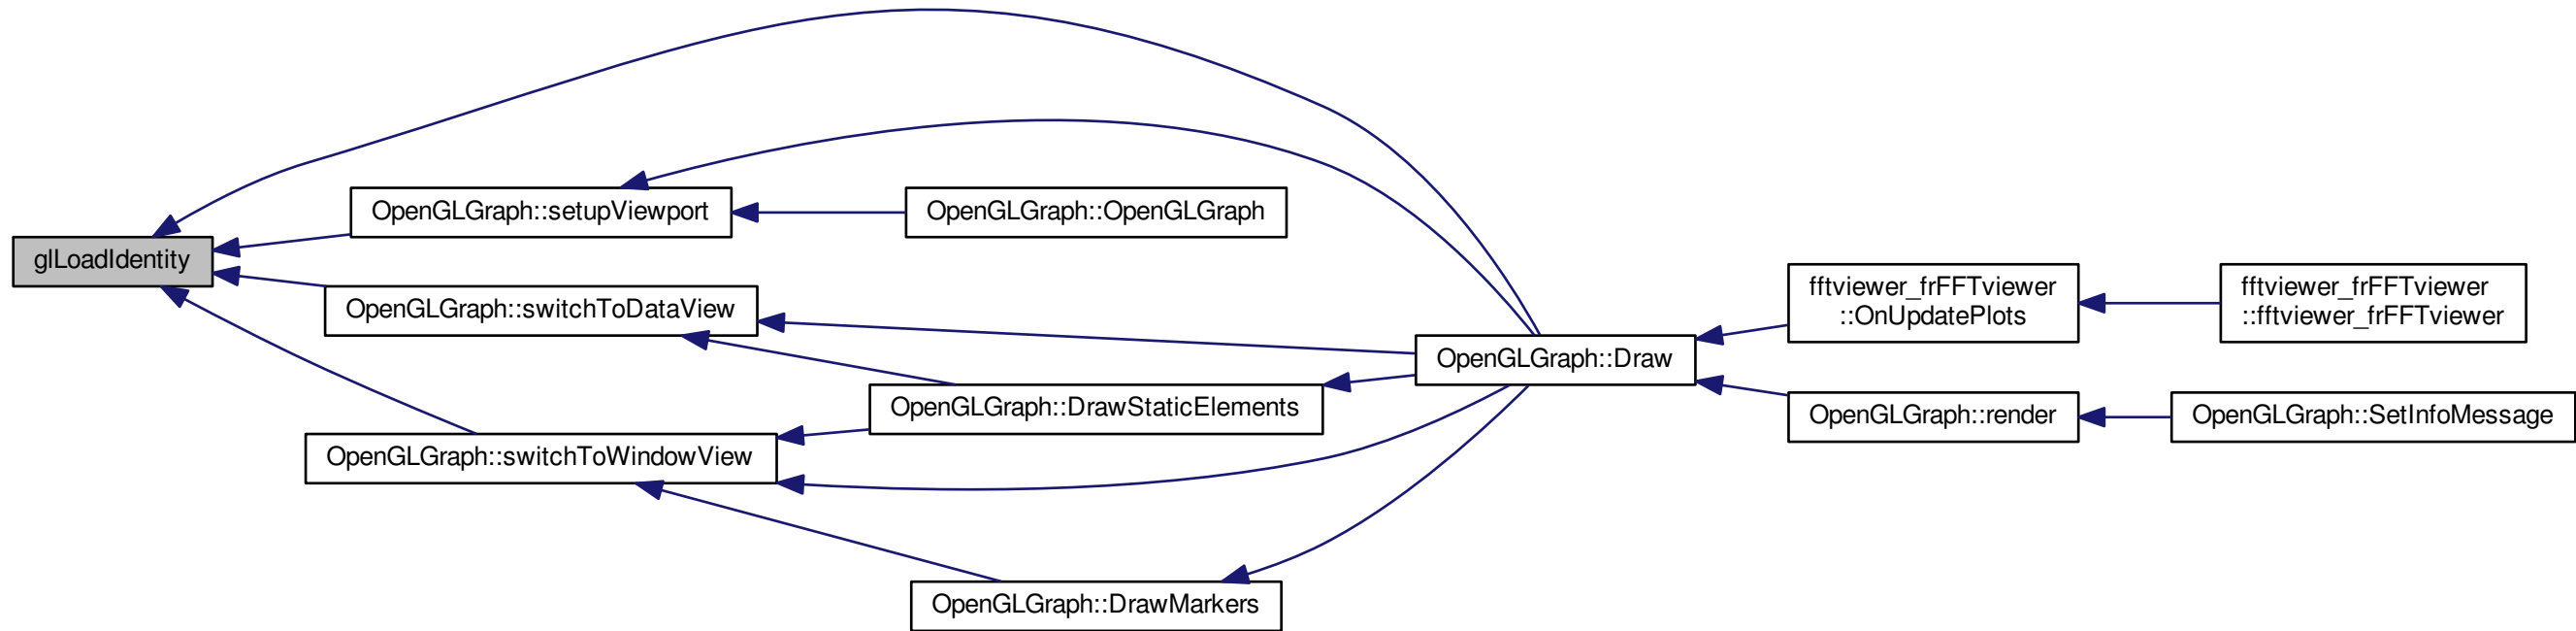 glLoadIdentity
OpenGLGraph::setupViewport
OpenGLGraph::OpenGLGraph
OpenGLGraph::switchToDataView
OpenGLGraph::switchToWindowView
OpenGLGraph::DrawStaticElements
OpenGLGraph::DrawMarkers
OpenGLGraph::Draw
fftviewer_frFFTviewer
::OnUpdatePlots
fftviewer_frFFTviewer
::fftviewer_frFFTviewer
OpenGLGraph::render
OpenGLGraph::SetInfoMessage